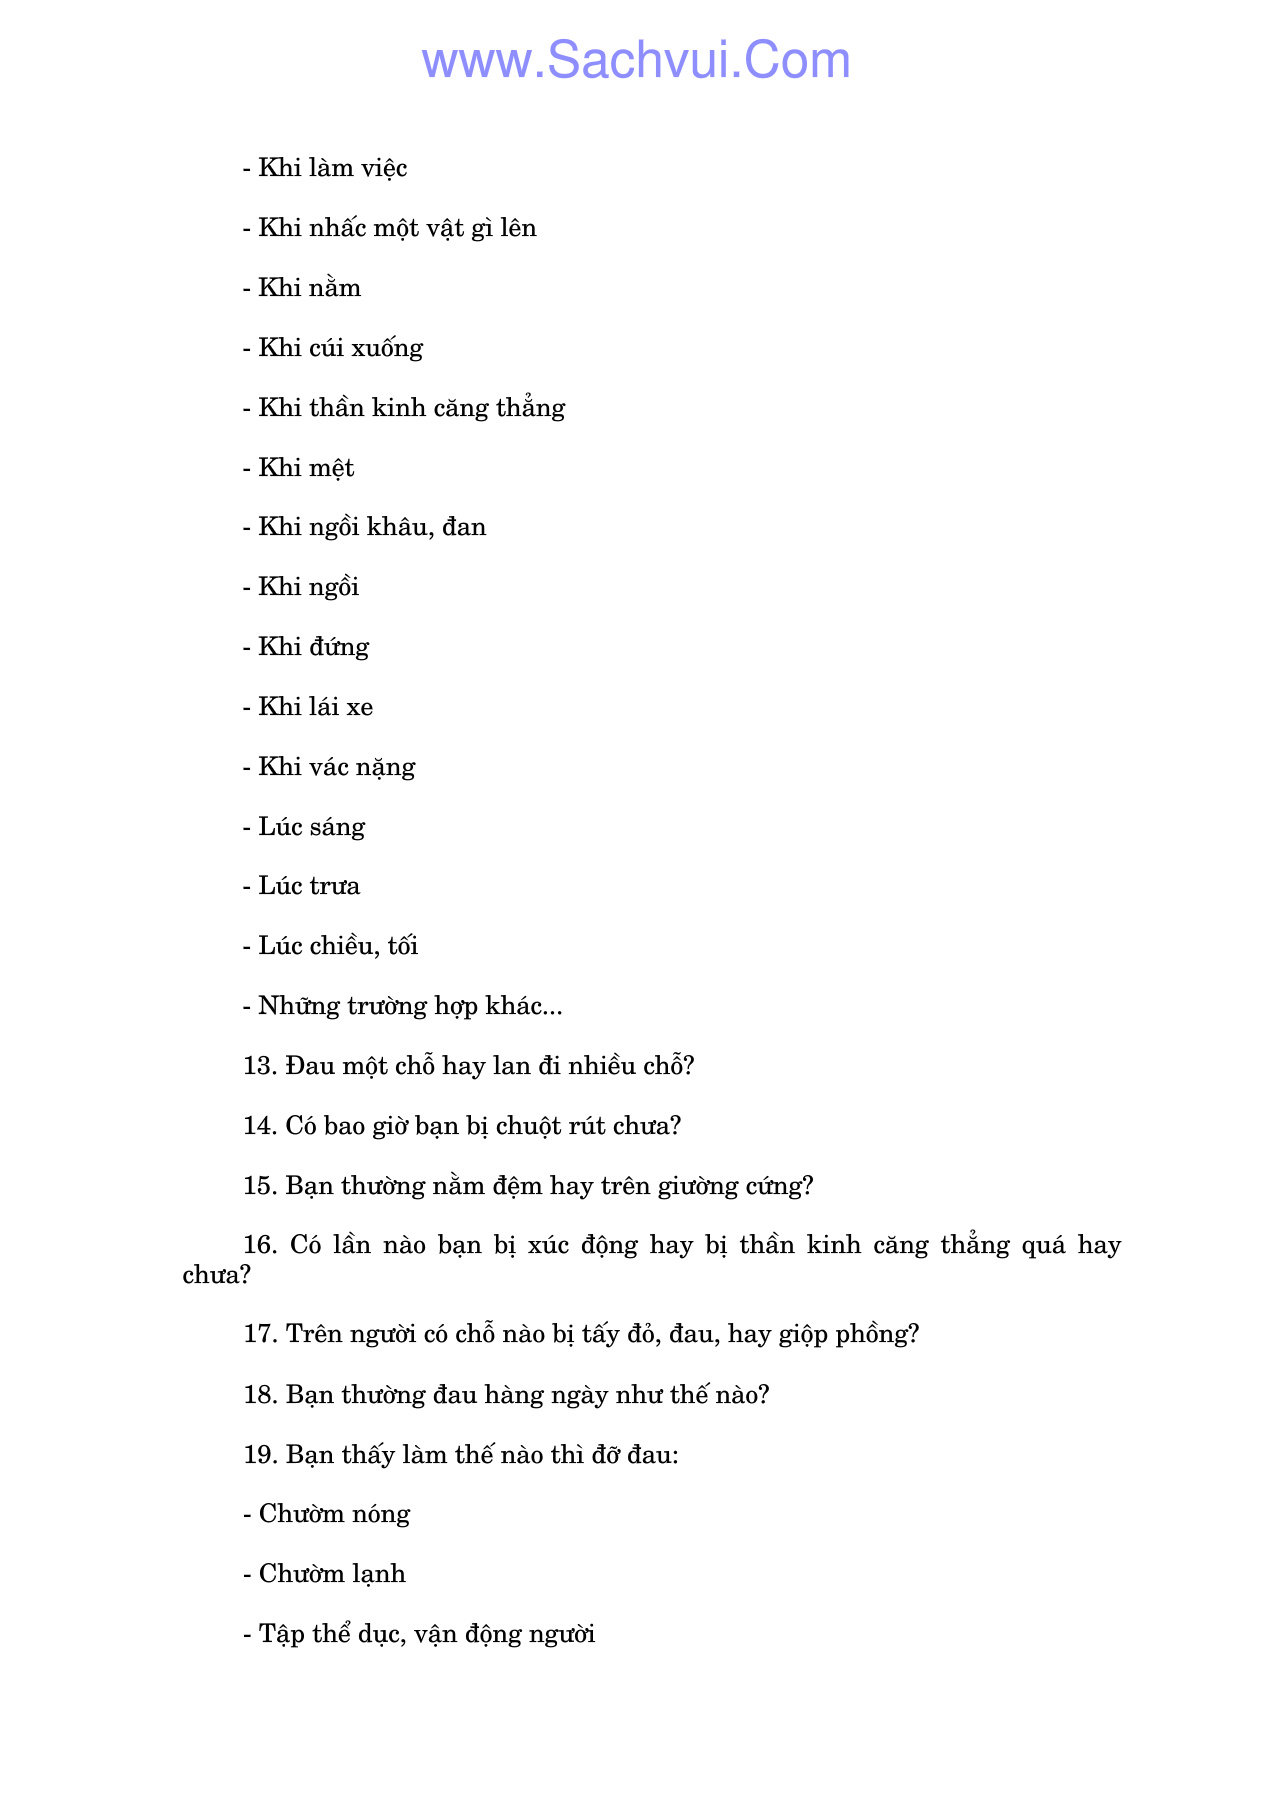 www.Sachvui.Com
- Khi làm việc
- Khi nhấc một vật gì lên
- Khi nằm
- Khi cúi xuống
- Khi thần kinh căng thẳng
- Khi mệt
- Khi ngồi khâu, đan
- Khi ngồi
- Khi đứng
- Khi lái xe
- Khi vác nặng
- Lúc sáng
- Lúc trưa
- Lúc chiều, tối
- Những trường hợp khác...
13. Đau một chỗ hay lan đi nhiều chỗ?
14. Có bao giờ bạn bị chuột rút chưa?
15. Bạn thường nằm đệm hay trên giường cứng?
16. Có lần nào bạn bị xúc động hay bị thần kinh căng thẳng quá hay
chưa?
17. Trên người có chỗ nào bị tấy đỏ, đau, hay giộp phồng?
18. Bạn thường đau hàng ngày như thế nào?
19. Bạn thấy làm thế nào thì đỡ đau:
- Chườm nóng
- Chườm lạnh
- Tập thể dục, vận động người